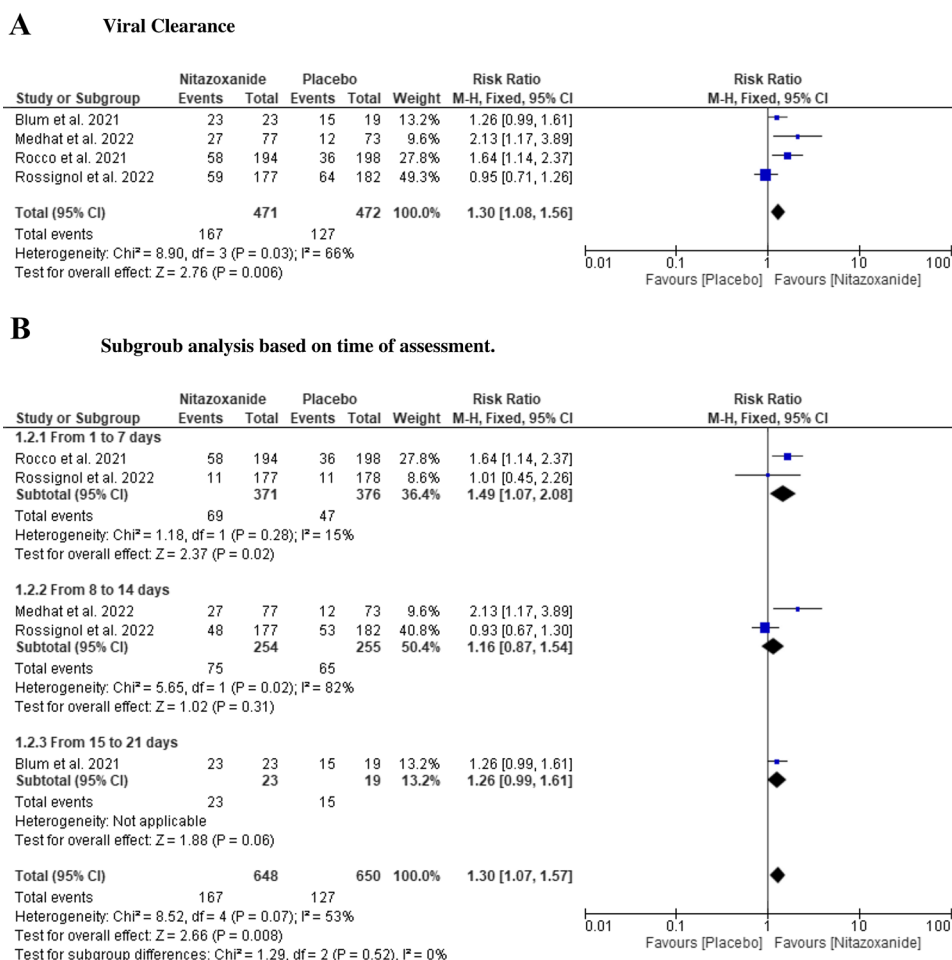 A Viral Clearance
Nitazoxanide Placebo Risk Ratio Risk Ratio
Study or Subgroup Events Total Events Total Weight M-H, Fixed, 95% CI M-H, Fixed, 95% CI
Blum et al. 2021 23 23 15 19 13.2% 1.26 [0.99, 1.61]
Medhat et al. 2022 27 77 12 73 9.6% 2.13 [1.17, 3.89]
Rocco et al. 2021 58 194 36 198 27.8% 1.64 [1.14, 2.37]
Rossignol et al. 2022 59 177 64 182 49.3% 0.95 [0.71, 1.26]
Total (95% CI) 471 472 100.0% 1.30 [1.08, 1.56]
Total events 167 127
Heterogeneity: Chi² = 8.90, df = 3 (P = 0.03); I² = 66%
Test for overall effect: Z = 2.76 (P = 0.006)
0.01 0.1 1 10 100
Favours [Placebo] Favours [Nitazoxanide]
B Subgroub analysis based on time of assessment.
Nitazoxanide Placebo Risk Ratio Risk Ratio
Study or Subgroup Events Total Events Total Weight M-H, Fixed, 95% CI M-H, Fixed, 95% CI
1.2.1 From 1 to 7 days
Rocco et al. 2021 58 194 36 198 27.8% 1.64 [1.14, 2.37]
Rossignol et al. 2022 11 177 11 178 8.6% 1.01 [0.45, 2.26]
Subtotal (95% CI) 371 376 36.4% 1.49 [1.07, 2.08]
Total events 69 47
Heterogeneity: Chi² = 1.18, df = 1 (P = 0.28); I² = 15%
Test for overall effect: Z = 2.37 (P = 0.02)
1.2.2 From 8 to 14 days
Medhat et al. 2022 27 77 12 73 9.6% 2.13 [1.17, 3.89]
Rossignol et al. 2022 48 177 53 182 40.8% 0.93 [0.67, 1.30]
Subtotal (95% CI) 254 255 50.4% 1.16 [0.87, 1.54]
Total events 75 65
Heterogeneity: Chi² = 5.65, df = 1 (P = 0.02); I² = 82%
Test for overall effect: Z = 1.02 (P = 0.31)
1.2.3 From 15 to 21 days
Blum et al. 2021 23 23 15 19 13.2% 1.26 [0.99, 1.61]
Subtotal (95% CI) 23 19 13.2% 1.26 [0.99, 1.61]
Total events 23 15
Heterogeneity: Not applicable
Test for overall effect: Z = 1.88 (P = 0.06)
Total (95% CI) 648 650 100.0% 1.30 [1.07, 1.57]
Total events 167 127
Heterogeneity: Chi² = 8.52, df = 4 (P = 0.07); I² = 53%
Test for overall effect: Z = 2.66 (P = 0.008)
Test for subgroup differences: Chi² = 1.29, df = 2 (P = 0.52), I² = 0%
0.01 0.1 1 10 100
Favours [Placebo] Favours [Nitazoxanide]